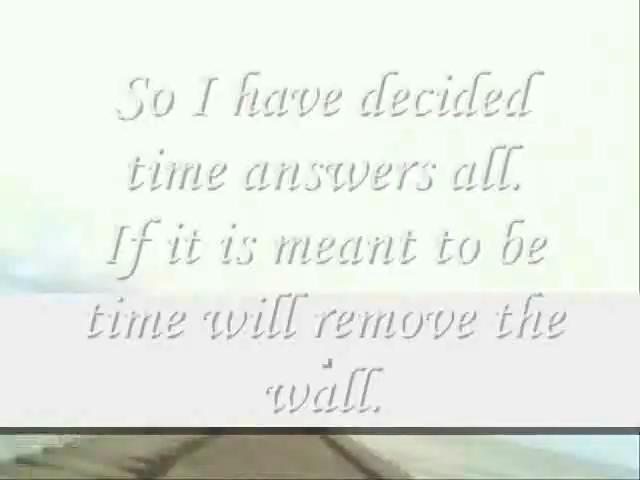 So I have decided
time answers all.
If it is meant to be
time will remove the
wall.